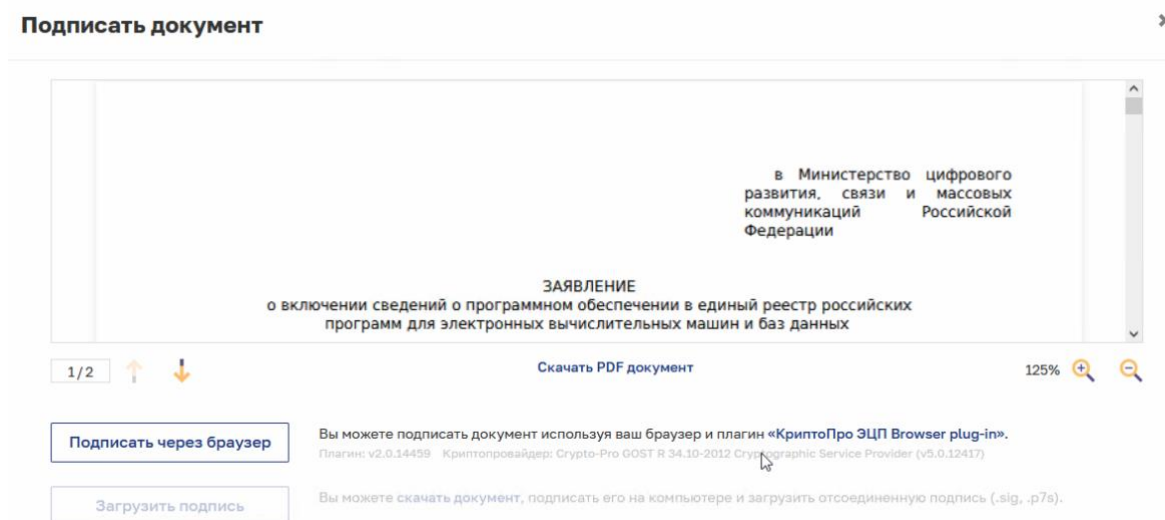 Подписать документ
в Министерство цифрового
развития, связи и массовых
коммуникаций Российской
Федерации
ЗАЯВЛЕНИЕ
о включении сведений о программном обеспечении в единый реестр российских
программ для электронных вычислительных машин и баз данных
1/2 Скачать PDF документ 125%
Подписать через браузер
Вы можете подписать документ используя ваш браузер и плагин «КриптоПро ЭЦП Browser plug-in».
Плагин: v2.0.14459 Криптопровайдер: Crypto-Pro GOST R 34.10-2012 Cryptographic Service Provider (v5.0.12417)
Загрузить подпись
Вы можете скачать документ, подписать его на компьютере и загрузить отсоединенную подпись (.sig, .p7s).